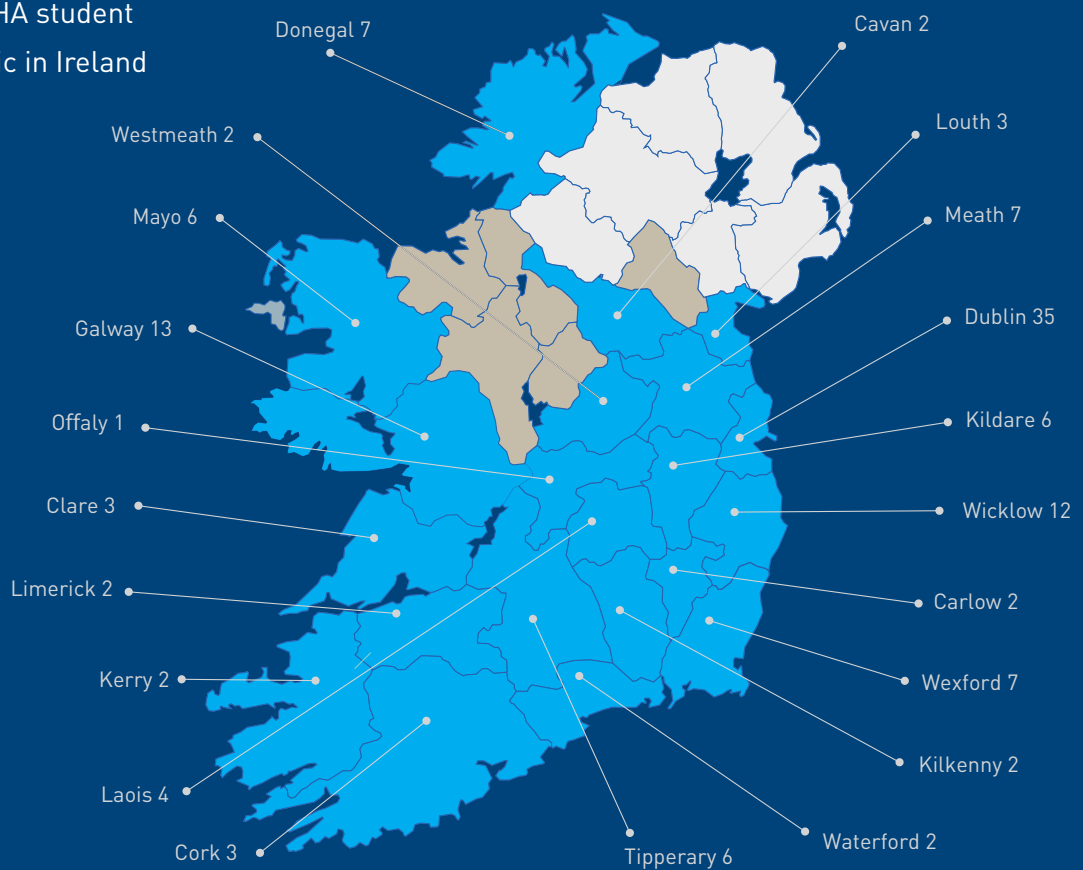 HA student
c in Ireland
Donegal 7
Cavan 2
Westmeath 2
Louth 3
Mayo 6
Meath 7
Galway 13
Dublin 35
Offaly 1
Kildare 6
Clare 3
Wicklow 12
Limerick 2
Carlow 2
Kerry 2
Wexford 7
Kilkenny 2
Laois 4
Waterford 2
Cork 3
Tipperary 6